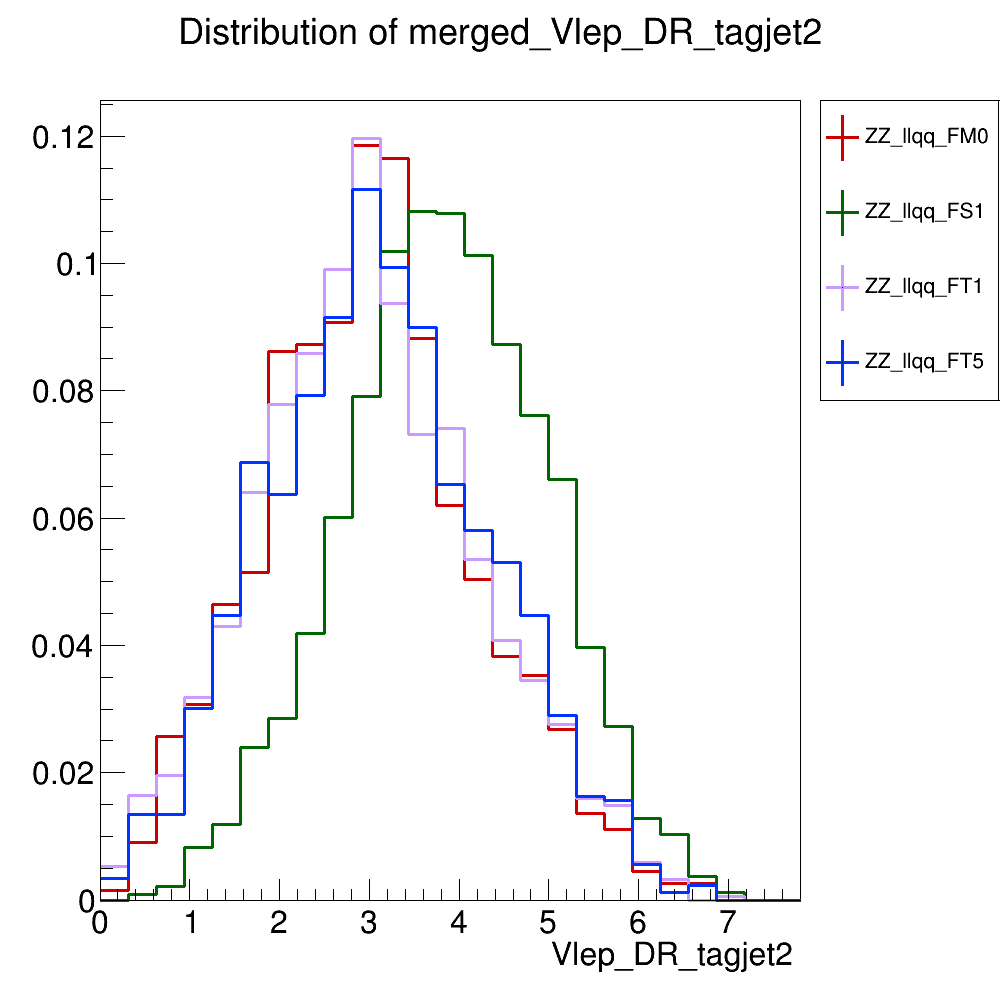 Distribution of merged_Vlep_DR_tagjet2
ZZ_llqq_FM0
ZZ_llqq_FS1
ZZ_llqq_FT1
ZZ_llqq_FT5
0.12
0.1
0.08
0.06
0.04
0.02
0
0 1 2 3 4 5 6 7
Vlep_DR_tagjet2